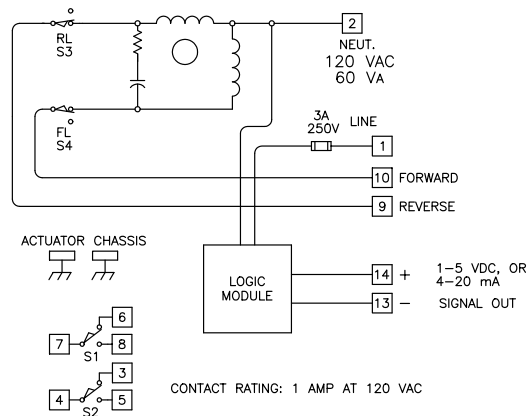 RL
S3
2
NEUT.
120 VAC
60 VA
3A
250V
LINE
1
FL
S4
10 FORWARD
9 REVERSE
ACTUATOR CHASSIS
LOGIC
MODULE
14 + 1-5 VDC, OR
4-20 mA
13 - SIGNAL OUT
6
7
8
S1
3
4
5
S2
CONTACT RATING: 1 AMP AT 120 VAC